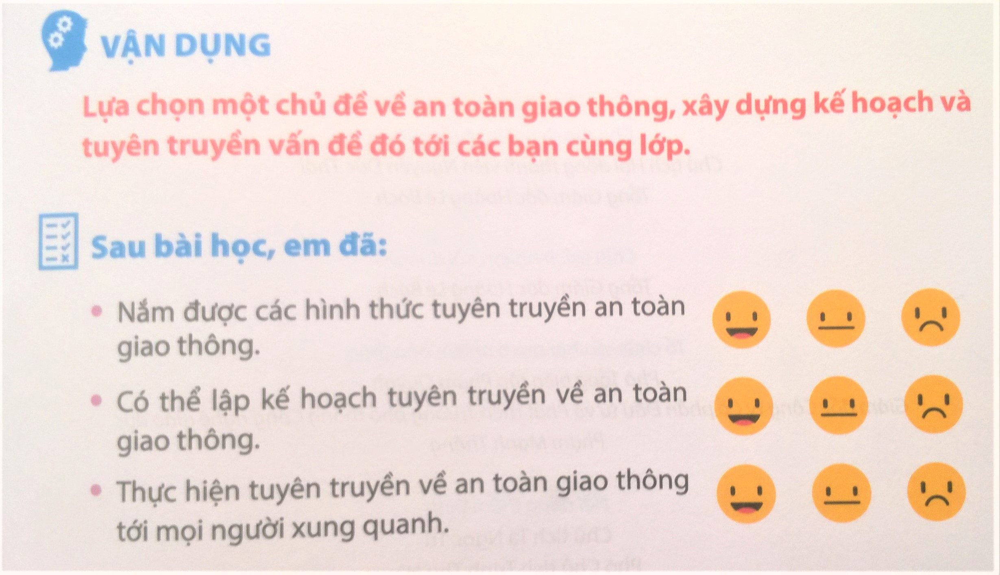 VẬN DỤNG
Lựa chọn một chủ đề về an toàn giao thông, xây dựng kế hoạch và
tuyên truyền vấn đề đó tới các bạn cùng lớp.
Sau bài học, em đã:
• Nắm được các hình thức tuyên truyền an toàn
giao thông.
• Có thể lập kế hoạch tuyên truyền về an toàn
giao thông.
• Thực hiện tuyên truyền về an toàn giao thông
tới mọi người xung quanh.